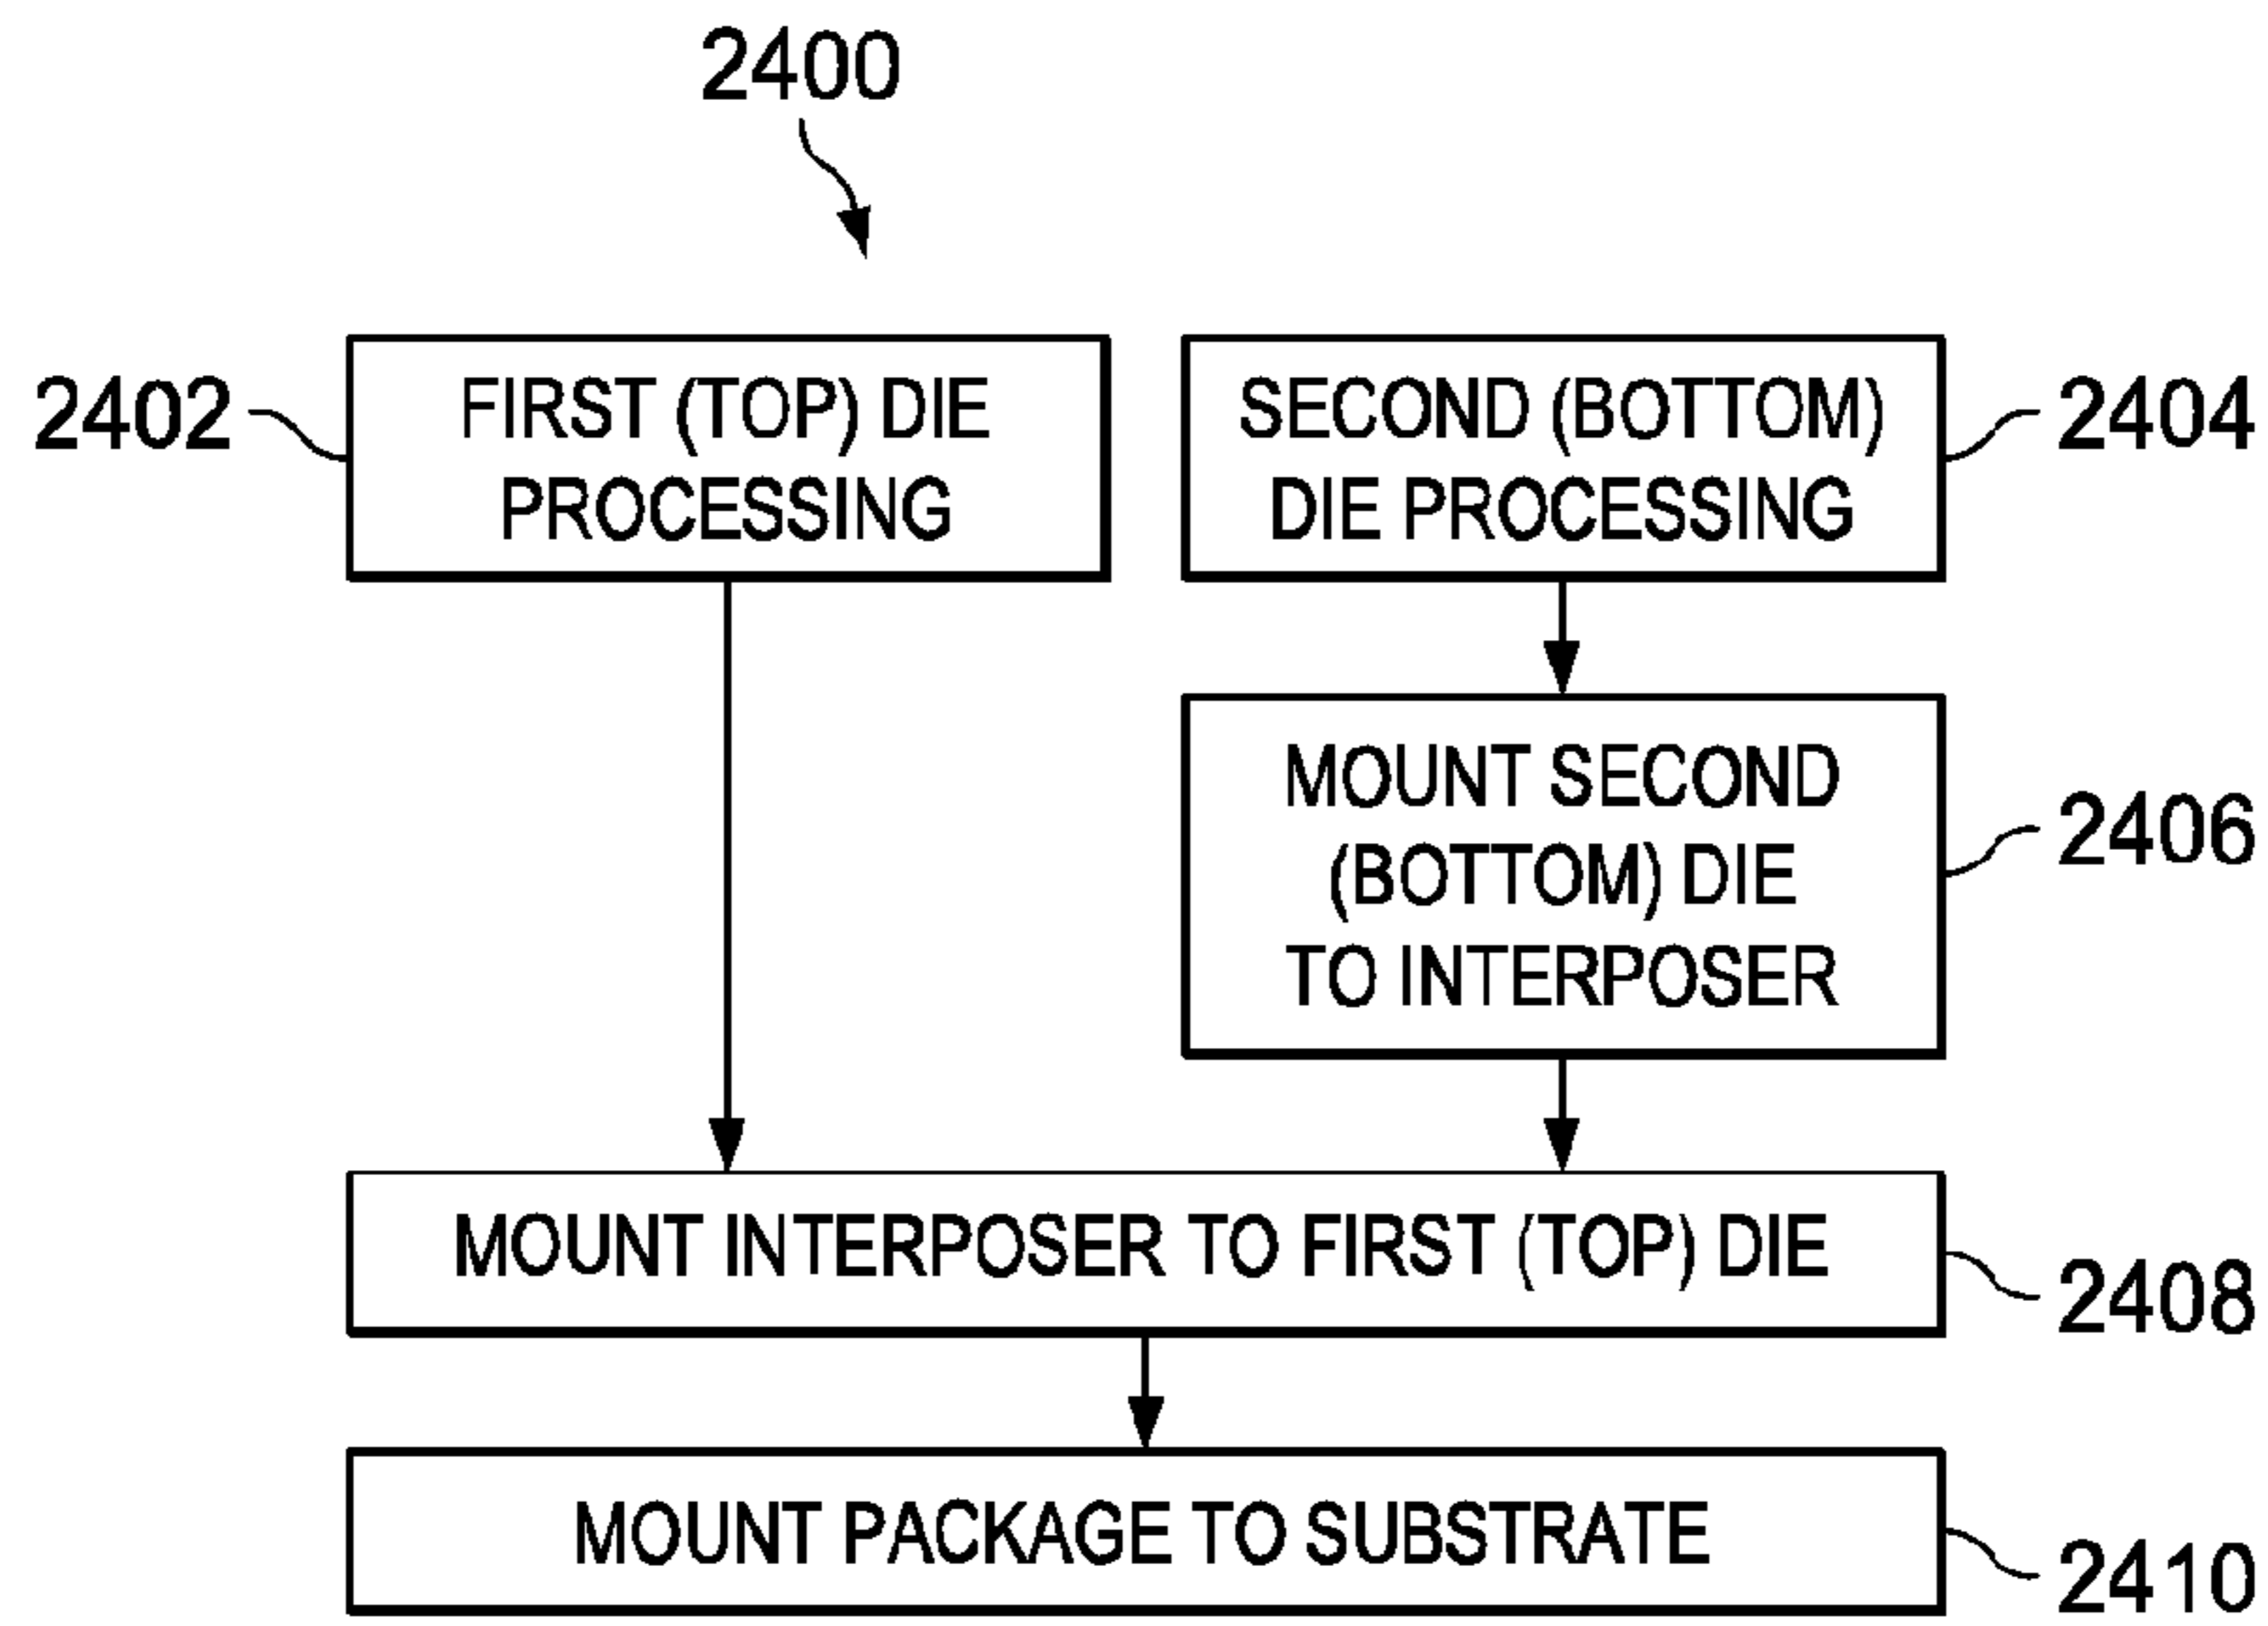 2400
2402
FIRST (TOP) DIE
PROCESSING
SECOND (BOTTOM)
DIE PROCESSING
2404
MOUNT SECOND
(BOTTOM) DIE
TO INTERPOSER
2406
MOUNT INTERPOSER TO FIRST (TOP) DIE
2408
MOUNT PACKAGE TO SUBSTRATE
2410